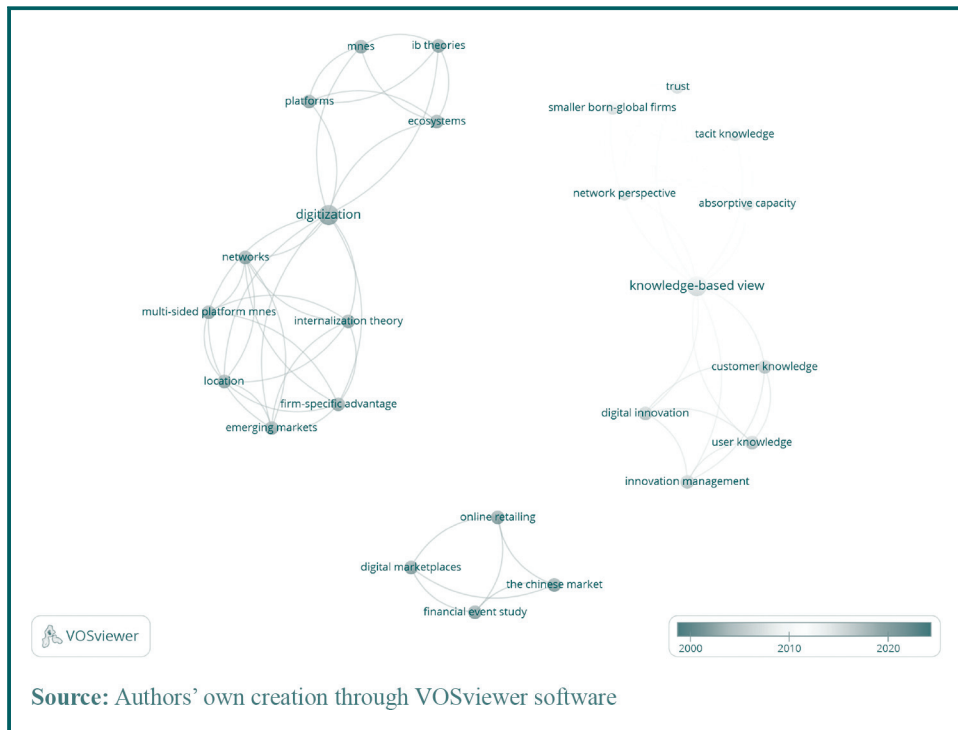 mnes
ib theories
platforms
ecosystems
trust
smaller born-global firms
tacit knowledge
network perspective
absorptive capacity
digitization
networks
knowledge-based view
multi-sided platform mnes
internalization theory
location
firm-specific advantage
emerging markets
customer knowledge
digital innovation
user knowledge
innovation management
online retailing
digital marketplaces
the chinese market
financial event study
VOSviewer
2000 2010 2020
Source: Authors' own creation through VOSviewer software